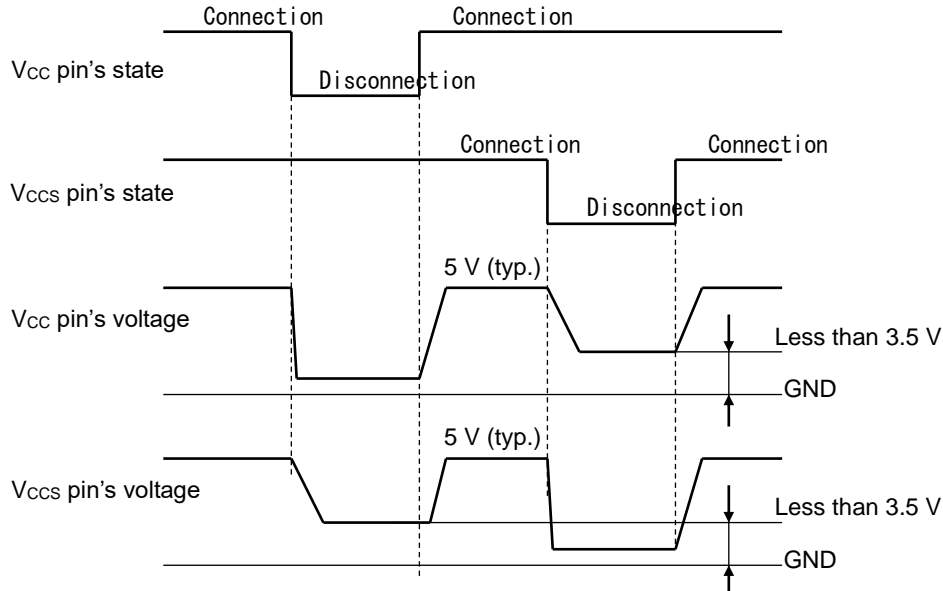 Connection
Connection
VCC pin's state
Disconnection
Connection
Connection
VCCS pin's state
Disconnection
5 V (typ.)
VCC pin's voltage
Less than 3.5 V
GND
5 V (typ.)
VCCS pin's voltage
Less than 3.5 V
GND